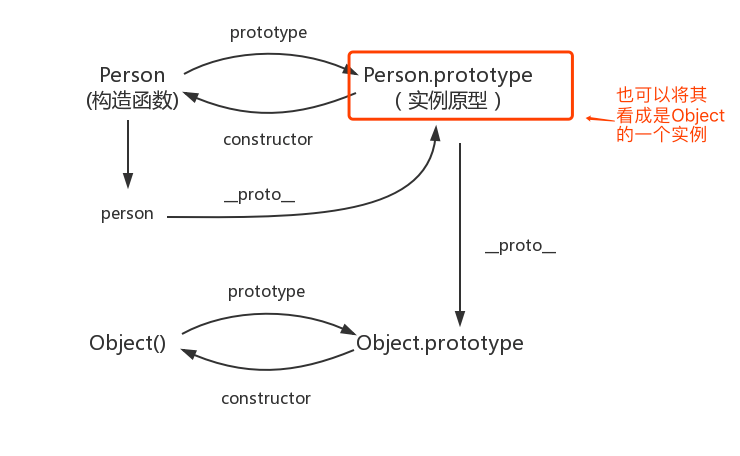 prototype
Person
(构造函数)
Person.prototype
（ 实例原型 ）
也可以将其
看成是Object
的一个实例
constructor
__proto__
person
__proto__
prototype
Object()
Object.prototype
constructor